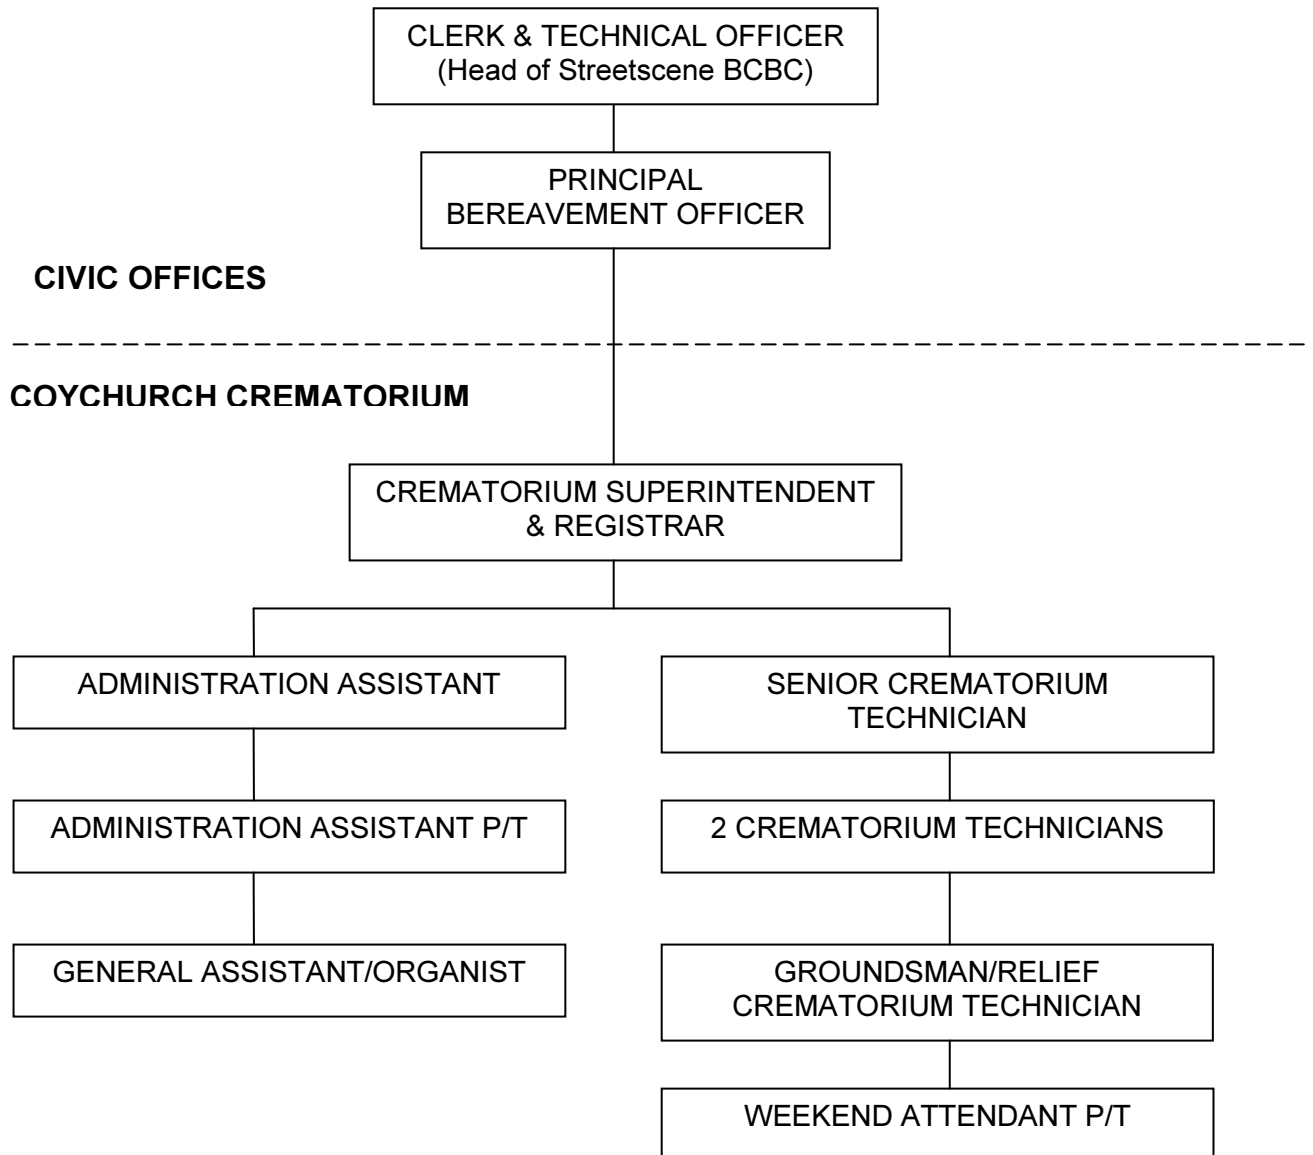 CLERK & TECHNICAL OFFICER
(Head of Streetscene BCBC)
PRINCIPAL
BEREAVEMENT OFFICER
CIVIC OFFICES
COYCHURCH CREMATORIUM
CREMATORIUM SUPERINTENDENT
& REGISTRAR
ADMINISTRATION ASSISTANT
SENIOR CREMATORIUM
TECHNICIAN
ADMINISTRATION ASSISTANT P/T
2 CREMATORIUM TECHNICIANS
GENERAL ASSISTANT/ORGANIST
GROUNDSMAN/RELIEF
CREMATORIUM TECHNICIAN
WEEKEND ATTENDANT P/T